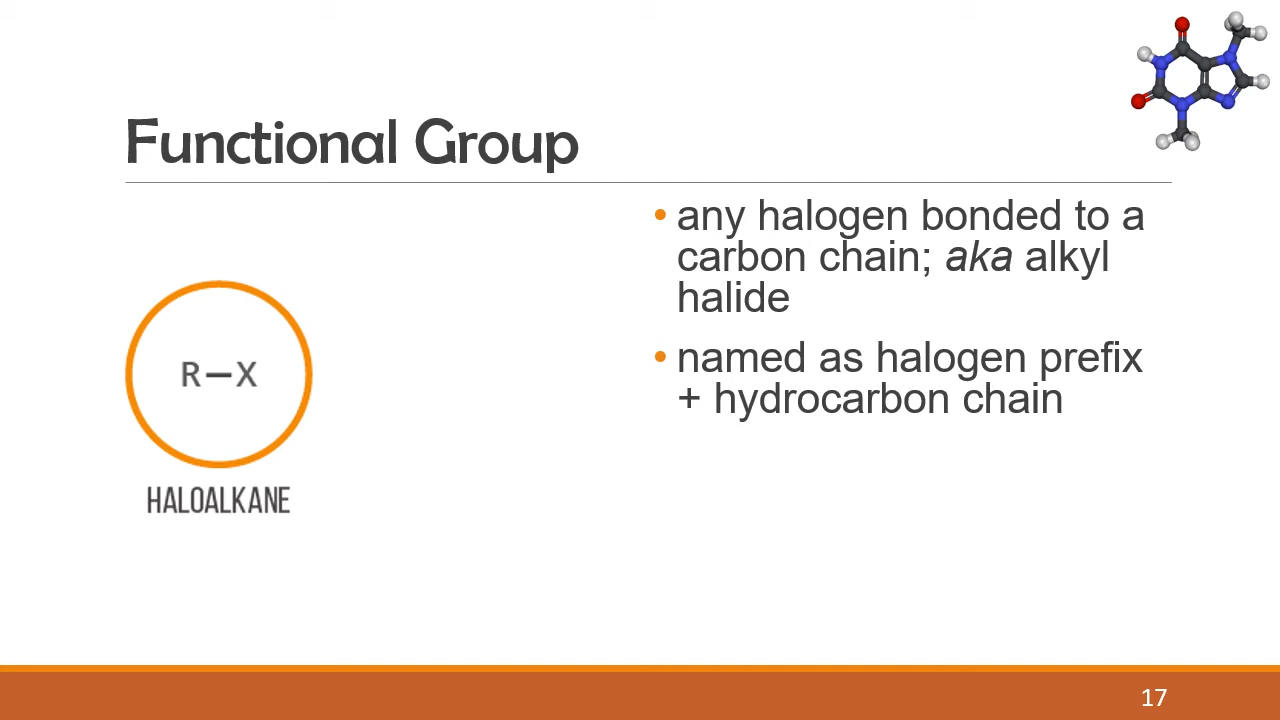 Functional Group
R–X
HALOALKANE
• any halogen bonded to a
carbon chain; aka alkyl
halide
• named as halogen prefix
+ hydrocarbon chain
17